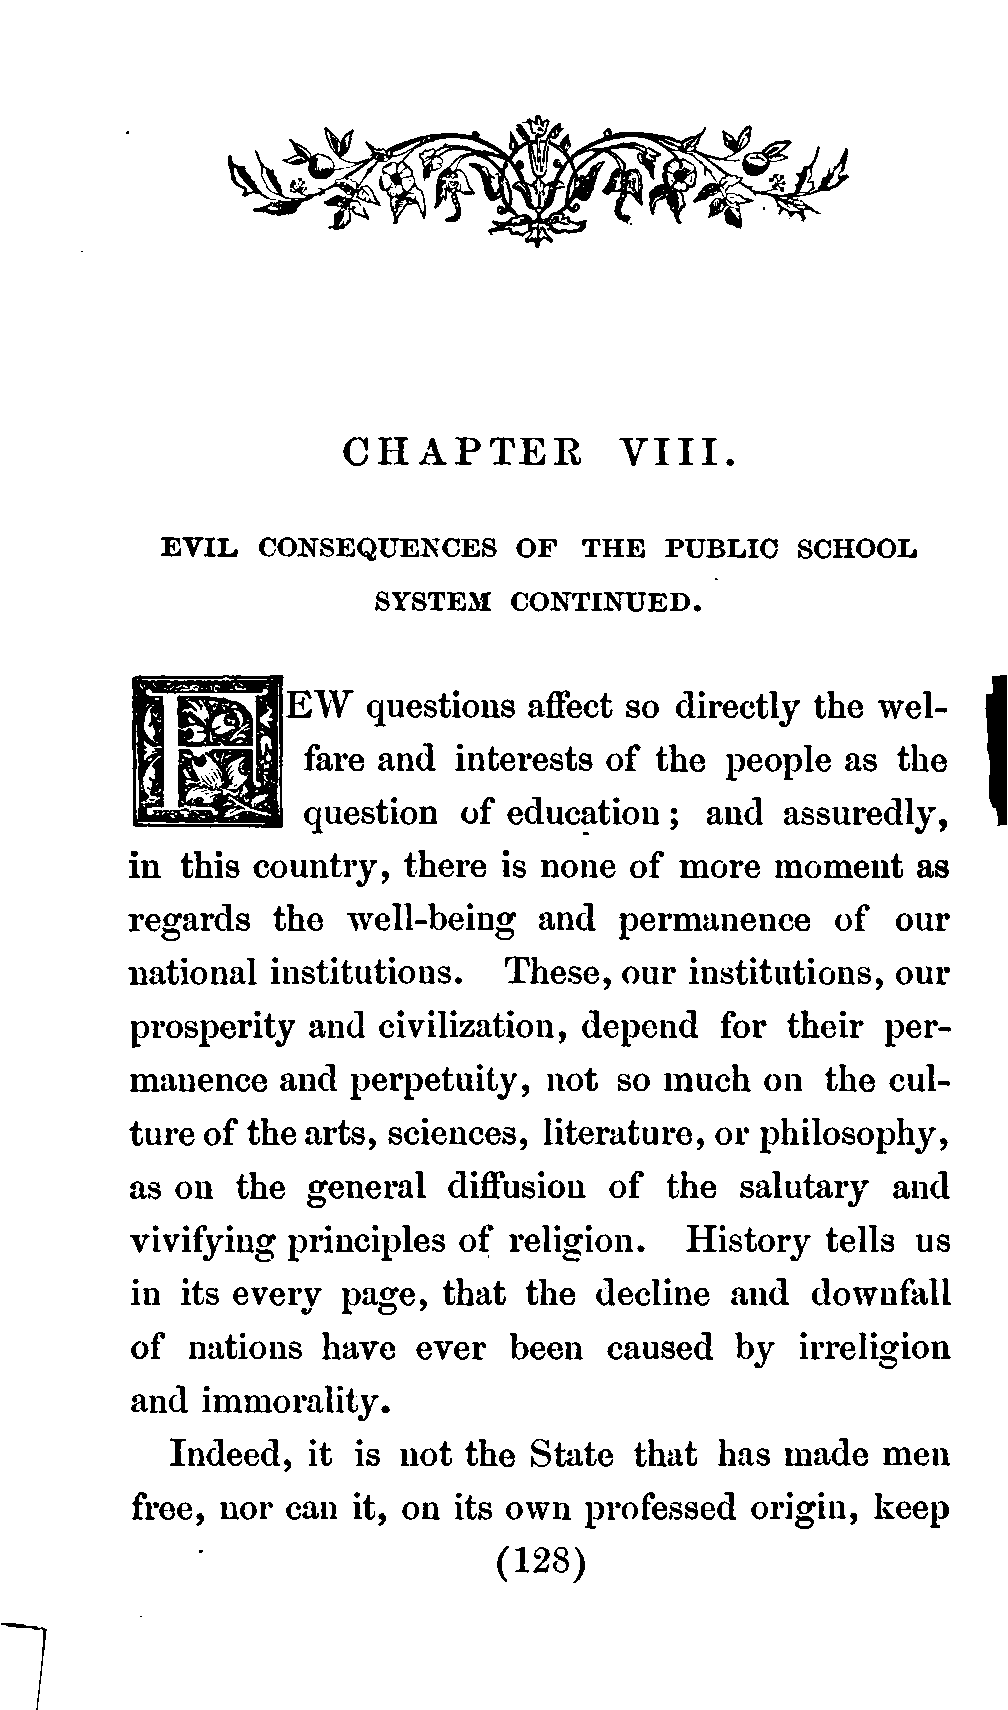 CHAPTER VIII.
EVIL CONSEQUENCES OF THE PUBLIC SCHOOL
SYSTEM CONTINUED.
FEW questions affect so directly the wel-
fare and interests of the people as the
question of education; and assuredly,
in this country, there is none of more moment as
regards the well-being and permanence of our
national institutions. These, our institutions, our
prosperity and civilization, depend for their per-
manence and perpetuity, not so much on the cul-
ture of the arts, sciences, literature, or philosophy,
as on the general diffusion of the salutary and
vivifying principles of religion. History tells us
in its every page, that the decline and downfall
of nations have ever been caused by irreligion
and immorality.
Indeed, it is not the State that has made men
free, nor can it, on its own professed origin, keep
(128)